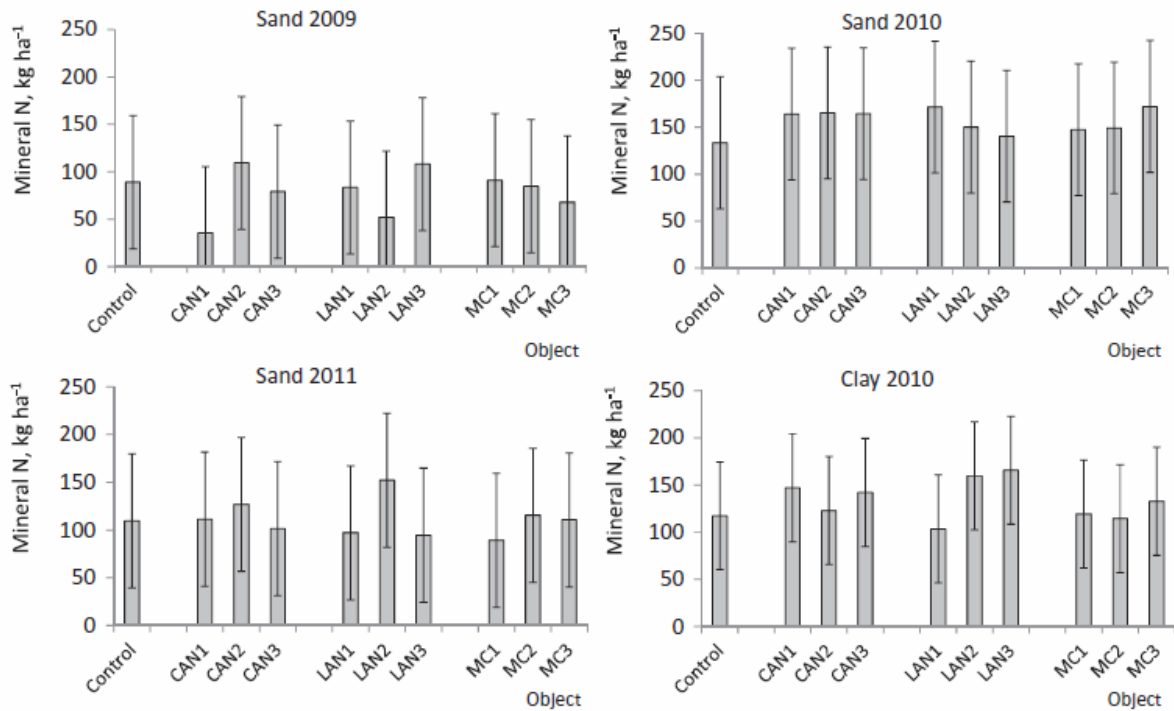 Sand 2009
Mineral N, kg ha⁻¹
250
200
150
100
50
0
Control
CAN1
CAN2
CAN3
LAN1
LAN2
LAN3
MC1
MC2
MC3
Object
Sand 2010
Mineral N, kg ha⁻¹
250
200
150
100
50
0
Control
CAN1
CAN2
CAN3
LAN1
LAN2
LAN3
MC1
MC2
MC3
Object
Sand 2011
Mineral N, kg ha⁻¹
250
200
150
100
50
0
Control
CAN1
CAN2
CAN3
LAN1
LAN2
LAN3
MC1
MC2
MC3
Object
Clay 2010
Mineral N, kg ha⁻¹
250
200
150
100
50
0
Control
CAN1
CAN2
CAN3
LAN1
LAN2
LAN3
MC1
MC2
MC3
Object